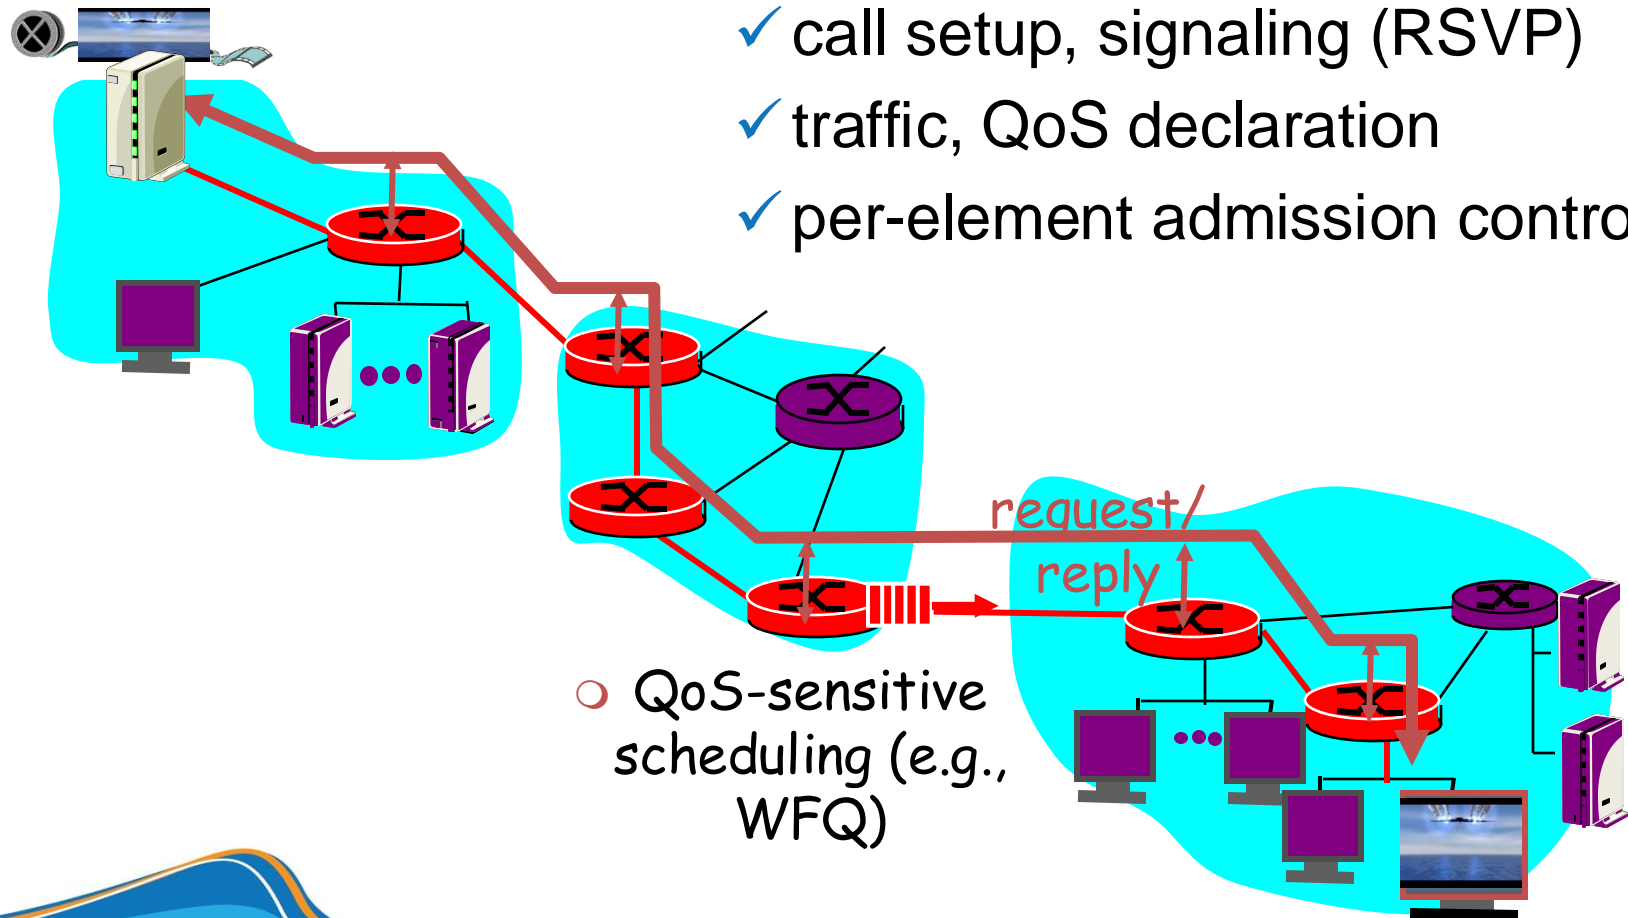 call setup, signaling (RSVP)
traffic, QoS declaration
per-element admission contro
request/
reply
QoS-sensitive
scheduling (e.g.,
WFQ)